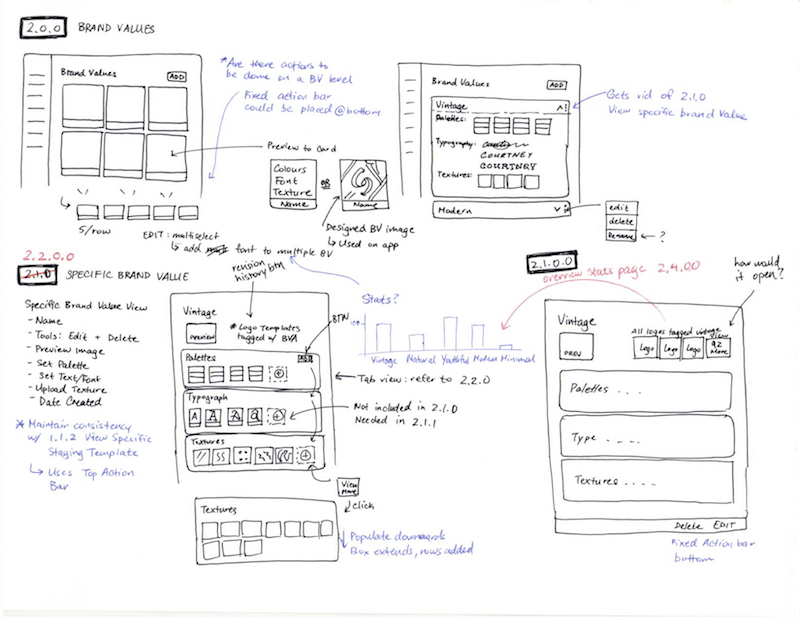 2.0.0 BRAND VALUES
Brand Values
ADD
* Are there actions to
be done on a BV level
Fixed action bar
could be placed @ bottom
Preview to Card
Colours
Font
Texture
Name
OR
Name
5/row
EDIT: multiselect
↳ add font to multiple BV
Designed BV image
↳ Used on app
Brand Values
ADD
Vintage
Palettes:
Typography:
COURTNEY
COURTNEY
Textures:
Modern
Gets rid of 2.1.0
View specific brand value
edit
delete
Rename
?
2.2.0.0
2.1.0 SPECIFIC BRAND VALUE
Specific Brand Value View
- Name
- Tools: Edit + Delete
- Preview Image
- Set Palette
- Set Text/Font
- Upload Texture
- Date Created
* Maintain consistency
w/ 1.1.2 View Specific
Staging Template
↳ Uses Top Action
Bar
revision
history btn
Vintage
PREVIEW
# Logo Templates
tagged w/ BVA
BTN
Palettes
ADD
Typograph
A A A a
Textures
View
More
click
Textures
Populate downwards
Box extends, rows added
Stats?
100
Vintage Natural Youthful Modern Minimal
Tab view: refer to 2.2.0
Not included in 2.1.0
Needed in 2.1.1
2.1.0.0
overview stats page 2.4.00
how would
it open?
Vintage
PREV
All logos tagged vintage
Logo Logo Logo
View
92
More
Palettes . . .
Type . - - -
Textures . . . .
Delete EDIT
Fixed Action bar
bottom